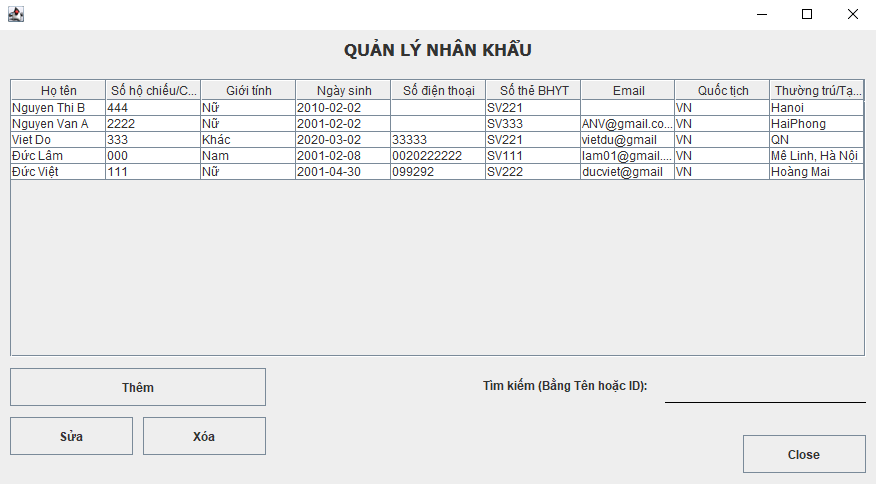 QUẢN LÝ NHÂN KHẨU
Họ tên Số hộ chiếu/C... Giới tính Ngày sinh Số điện thoại Số thẻ BHYT Email Quốc tịch Thường trú/Tạ...
Nguyen Thi B 444 Nữ 2010-02-02 SV221 VN Hanoi
Nguyen Van A 2222 Nữ 2001-02-02 SV333 ANV@gmail.co... VN HaiPhong
Viet Do 333 Khác 2020-03-02 33333 SV221 vietdu@gmail VN QN
Đức Lâm 000 Nam 2001-02-08 0020222222 SV111 lam01@gmail.... VN Mê Linh, Hà Nội
Đức Việt 111 Nữ 2001-04-30 099292 SV222 ducviet@gmail VN Hoàng Mai
Thêm Tìm kiếm (Bằng Tên hoặc ID):
Sửa Xóa
Close